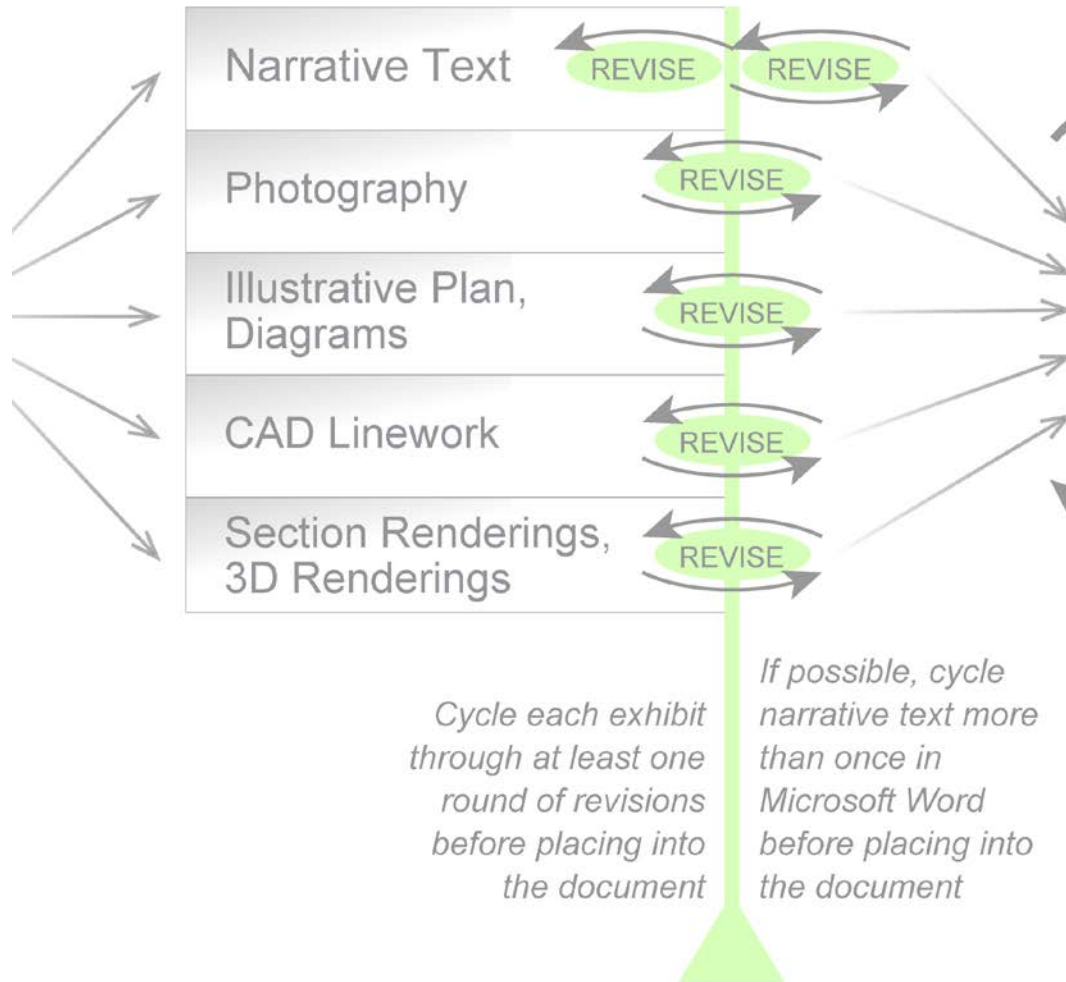 Narrative Text
REVISE
REVISE
Photography
REVISE
Illustrative Plan,
Diagrams
REVISE
CAD Linework
REVISE
Section Renderings,
3D Renderings
REVISE
Cycle each exhibit
through at least one
round of revisions
before placing into
the document
If possible, cycle
narrative text more
than once in
Microsoft Word
before placing into
the document